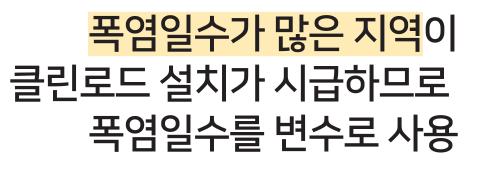 폭염일수가 많은 지역이
클린로드 설치가 시급하므로
폭염일수를 변수로 사용